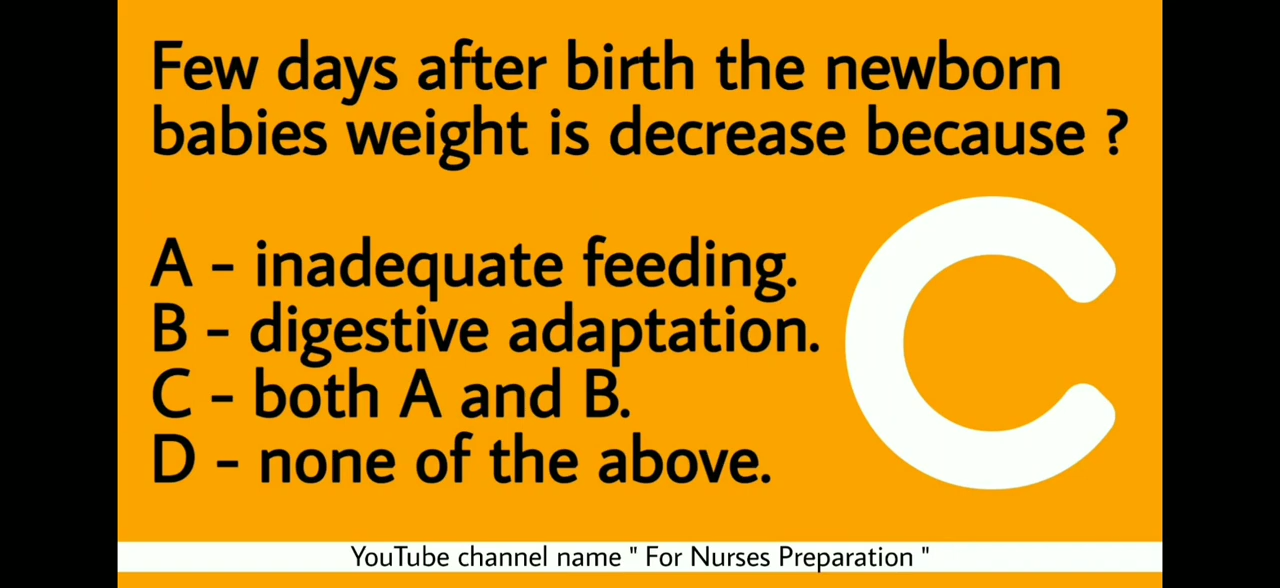 Few days after birth the newborn
babies weight is decrease because ?
A - inadequate feeding.
B - digestive adaptation.
C - both A and B.
D - none of the above.
C
YouTube channel name " For Nurses Preparation "